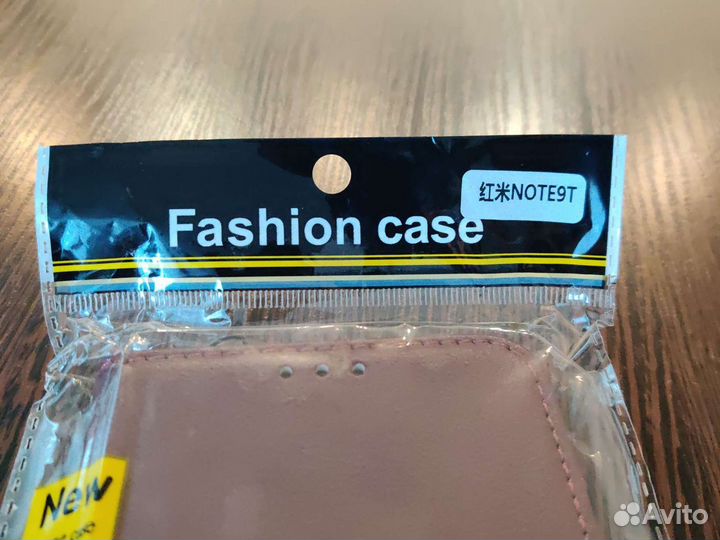 红米NOTE9T
Fashion case
New
Avito